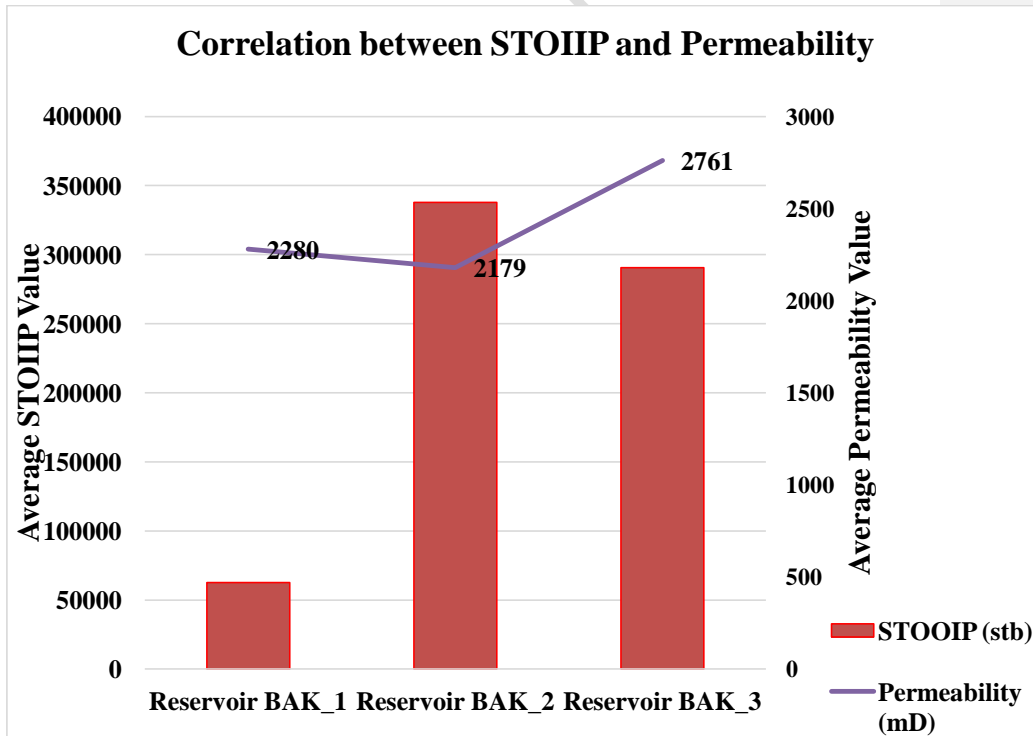 Correlation between STOIIP and Permeability
400000
350000
300000
250000
200000
150000
100000
50000
0
Average STOIIP Value
2280
2179
2761
3000
2500
2000
1500
1000
500
0
Average Permeability Value
Reservoir BAK_1 Reservoir BAK_2 Reservoir BAK_3
STOOIP (stb)
Permeability
(mD)